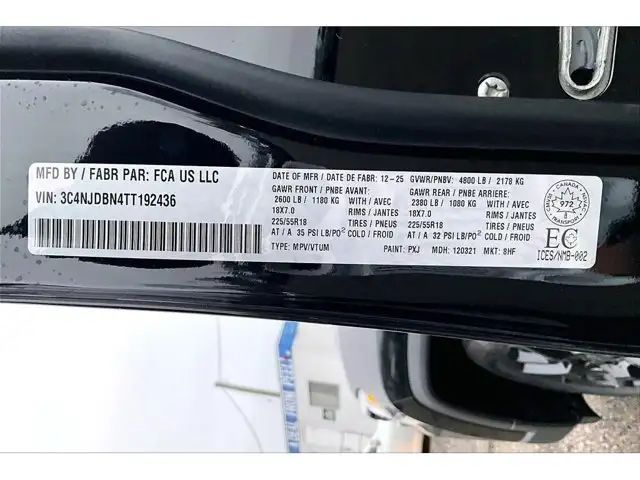 MFD BY / FABR PAR: FCA US LLC
VIN: 3C4NJDBN4TT192436
DATE OF MFR / DATE DE FABR: 12-25 GVWR/PNBV: 4800 LB / 2178 KG
GAWR FRONT / PNBE AVANT: GAWR REAR / PNBE ARRIERE:
2600 LB / 1180 KG WITH / AVEC 2380 LB / 1080 KG WITH / AVEC
18X7.0 RIMS / JANTES 18X7.0 RIMS / JANTES
225/55R18 TIRES / PNEUS 225/55R18 TIRES / PNEUS
AT / A 35 PSI LB/PO² COLD / FROID AT / A 32 PSI LB/PO² COLD / FROID
TYPE: MPV/VTUM PAINT: PXJ MDH: 120321 MKT: 8HF
CANADA
972
8
TRANSPORT
EC
ICES/NMB-002